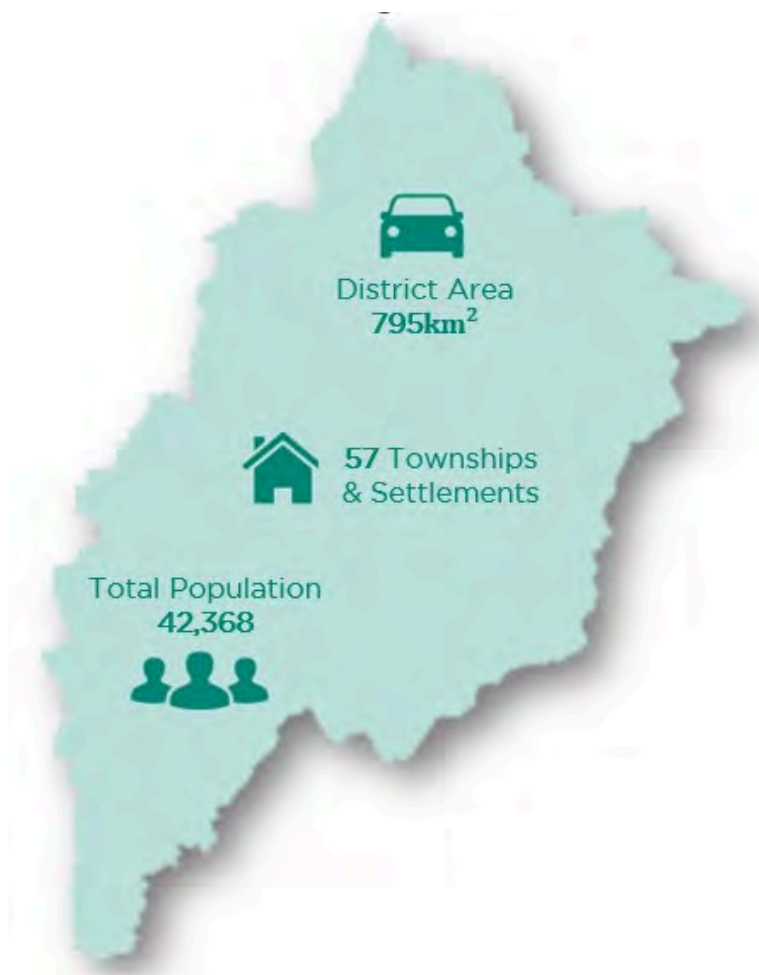 District Area
795km²
57 Townships
& Settlements
Total Population
42,368